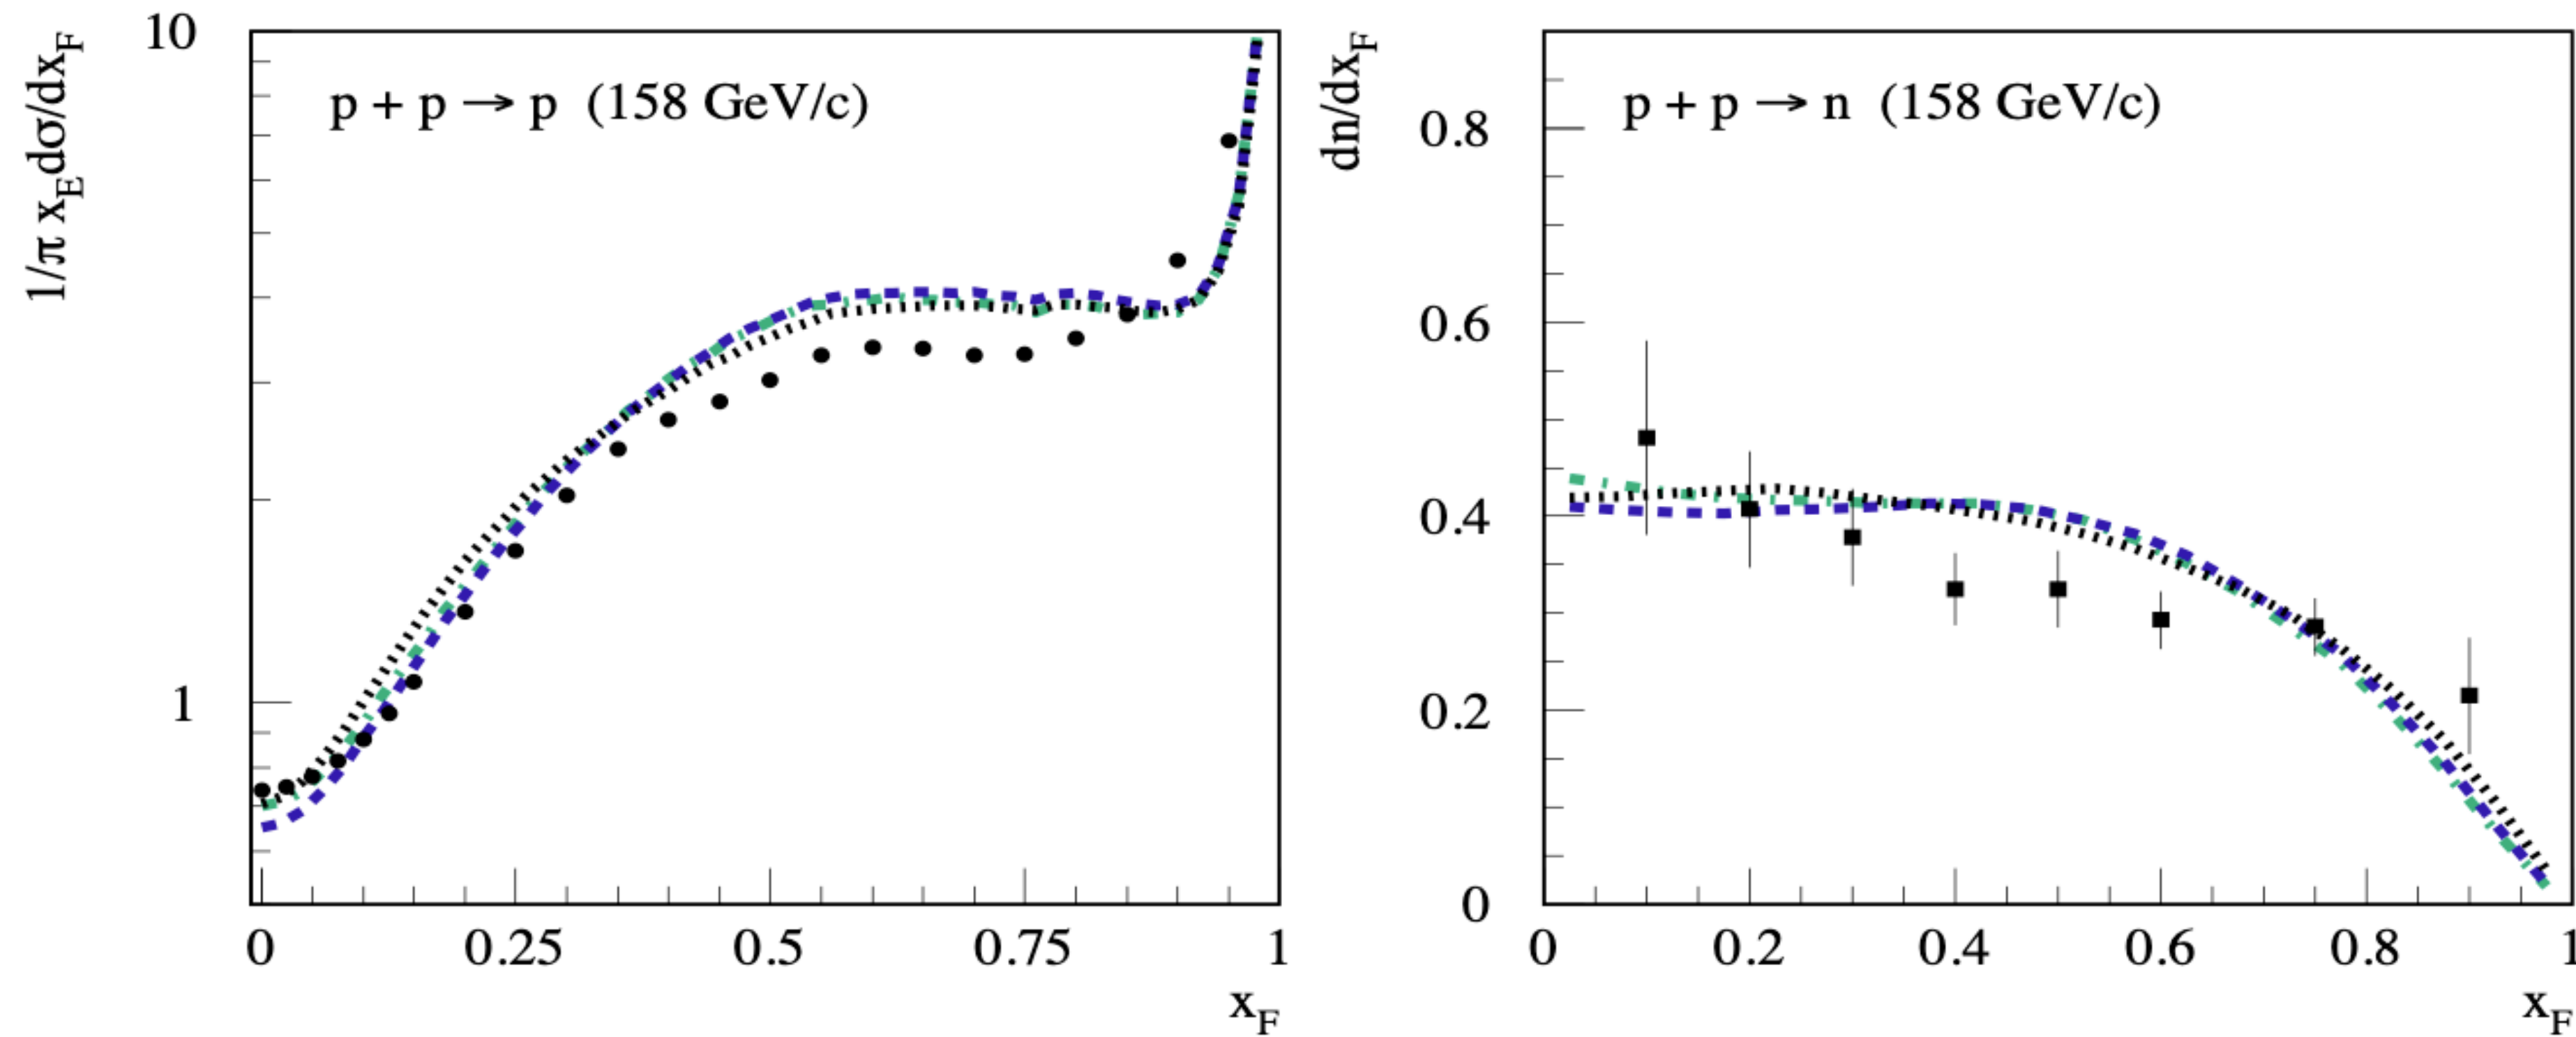 1/π x_E dσ/dx_F
10
1
p + p → p (158 GeV/c)
0 0.25 0.5 0.75 1
x_F
dn/dx_F
0.8
0.6
0.4
0.2
0
p + p → n (158 GeV/c)
0 0.2 0.4 0.6 0.8 1
x_F